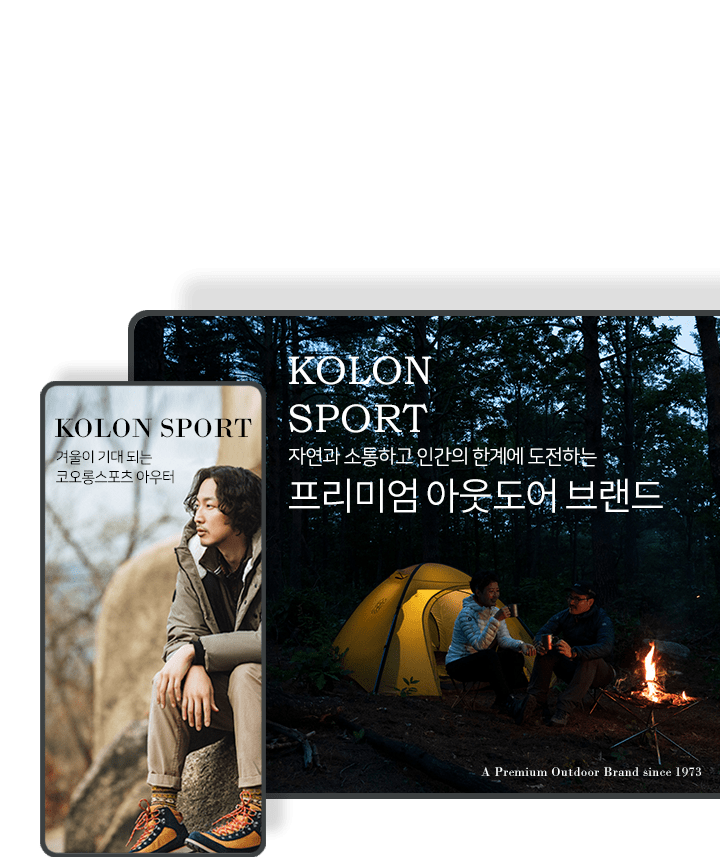 KOLON
SPORT
자연과 소통하고 인간의 한계에 도전하는
프리미엄 아웃도어 브랜드
A Premium Outdoor Brand since 1973
KOLON SPORT
겨울이 기대 되는
코오롱스포츠 아우터